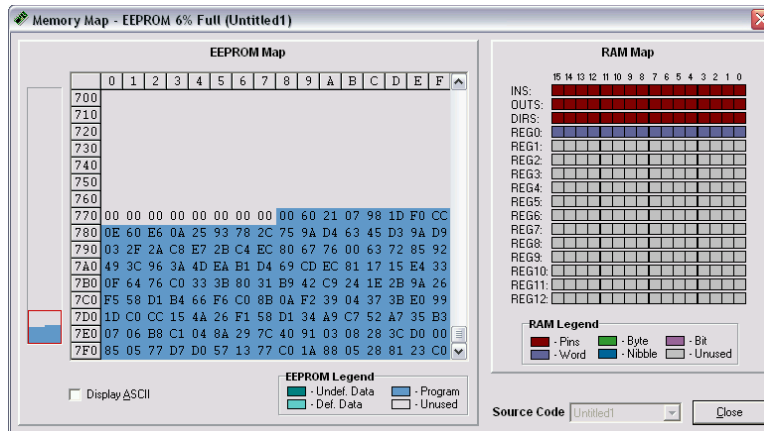 Memory Map - EEPROM 6% Full (Untitled1)
EEPROM Map
0 1 2 3 4 5 6 7 8 9 A B C D E F
700
710
720
730
740
750
760
770 00 00 00 00 00 00 00 00 00 60 21 07 98 1D F0 CC
780 0E 60 E6 0A 25 93 78 2C 75 9A D4 63 45 D3 9A D9
790 03 2F 2A C8 E7 2B C4 EC 80 67 76 00 63 72 85 92
7A0 49 3C 96 3A 4D EA B1 D4 69 CD EC 81 17 15 E4 33
7B0 0F 64 76 C0 33 3B 80 31 B9 42 C9 24 1E 2B 9A 26
7C0 F5 58 D1 B4 66 F6 C0 8B 0A F2 39 04 37 3B E0 99
7D0 1D C0 CC 15 4A 26 F1 58 D1 34 A9 C7 52 A7 35 B3
7E0 07 06 B8 C1 04 8A 29 7C 40 91 03 08 28 3C D0 00
7F0 85 05 77 D7 D0 57 13 77 C0 1A 88 05 28 81 23 C0
Display ASCII
EEPROM Legend
- Undef. Data - Program
- Def. Data - Unused
RAM Map
15 14 13 12 11 10 9 8 7 6 5 4 3 2 1 0
INS:
OUTS:
DIRS:
REG0:
REG1:
REG2:
REG3:
REG4:
REG5:
REG6:
REG7:
REG8:
REG9:
REG10:
REG11:
REG12:
RAM Legend
- Pins - Byte - Bit
- Word - Nibble - Unused
Source Code Untitled1 Close